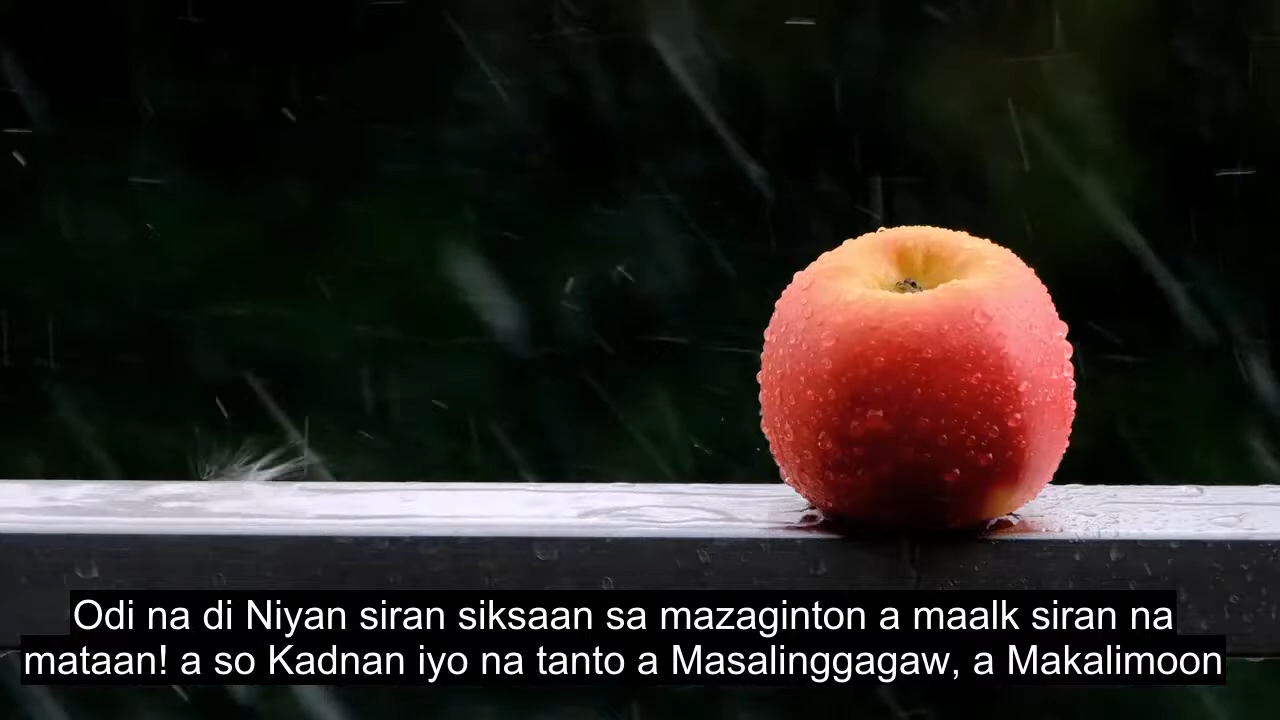 Odi na di Niyan siran siksaan sa mazaginton a maalk siran na
mataan! a so Kadnan iyo na tanto a Masalinggagaw, a Makalimoon